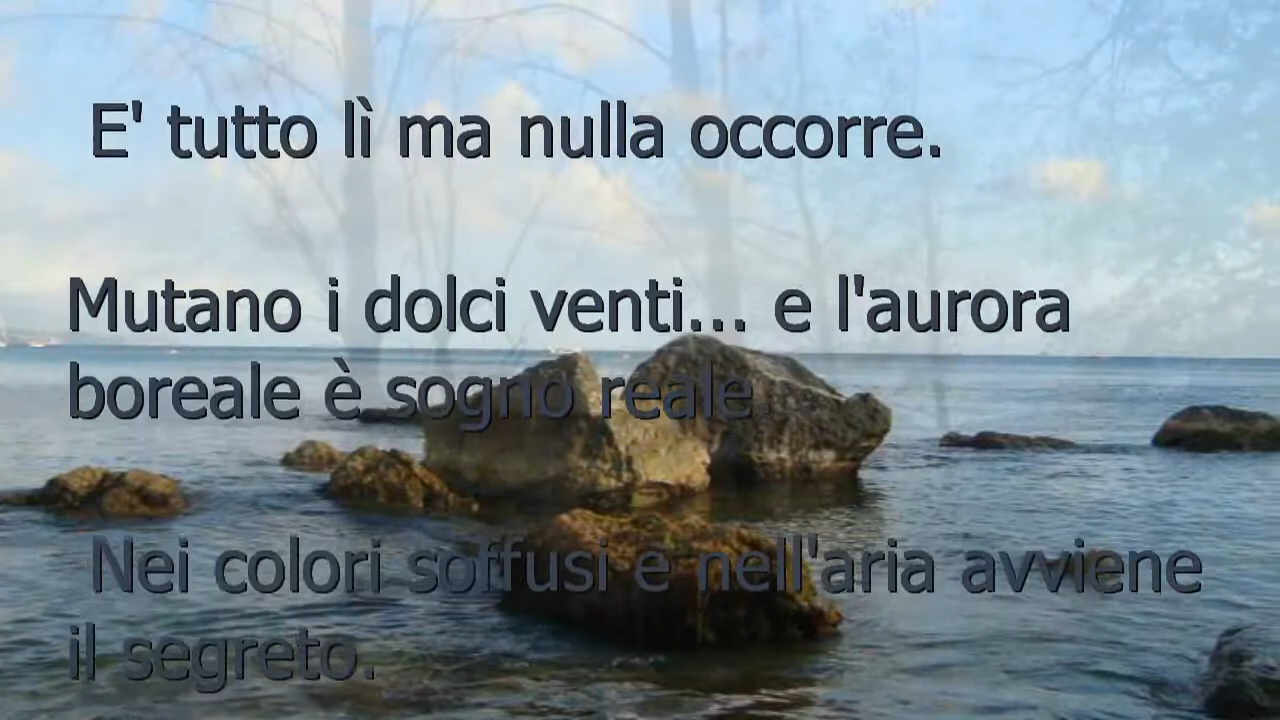 E' tutto lì ma nulla occorre.
Mutano i dolci venti... e l'aurora
boreale è sogno reale.
Nei colori soffusi e nell'aria avviene
il segreto.